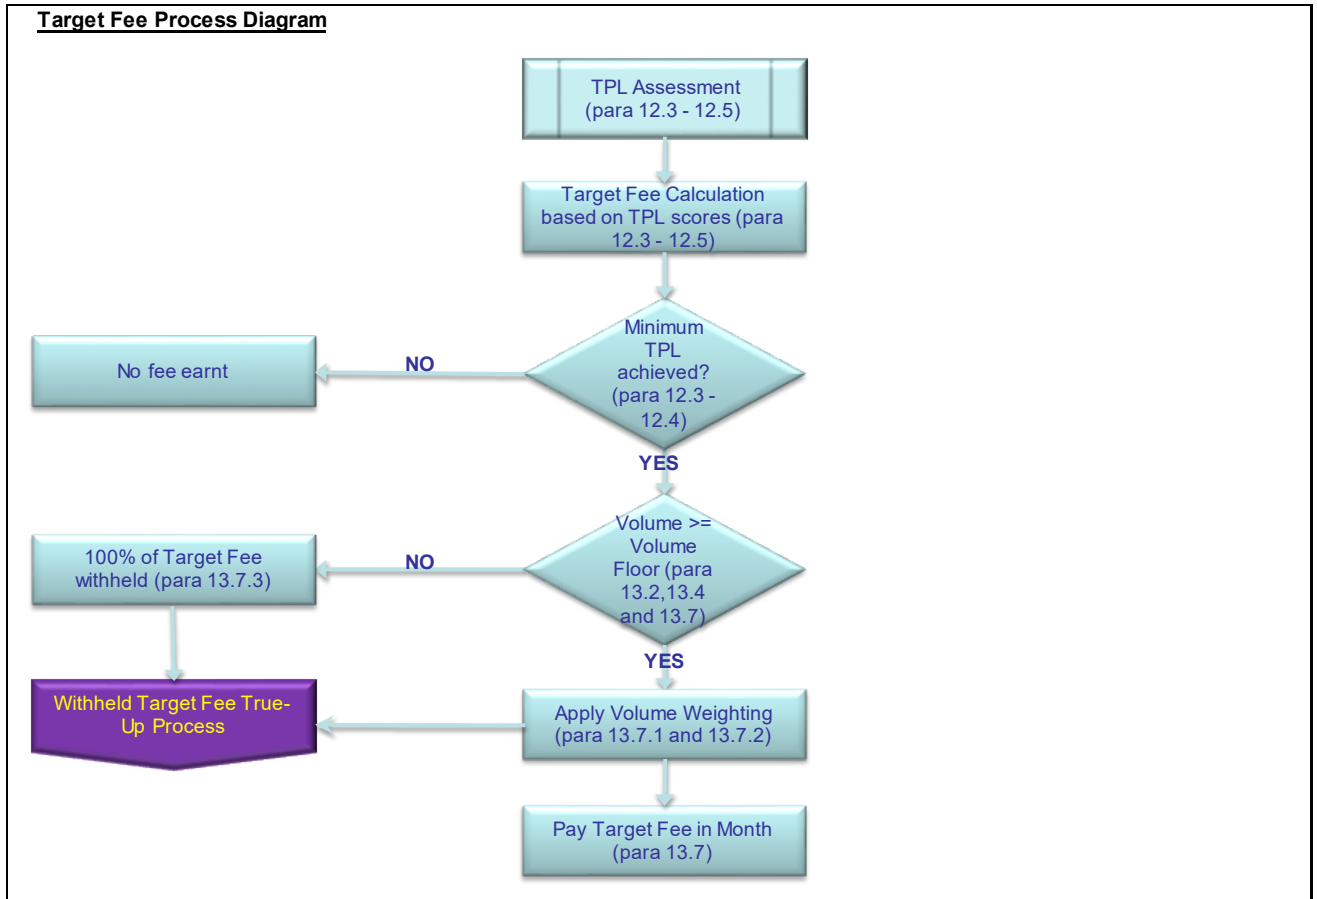 Target Fee Process Diagram
TPL Assessment
(para 12.3 - 12.5)
Target Fee Calculation
based on TPL scores (para
12.3 - 12.5)
Minimum
TPL
achieved?
(para 12.3 -
12.4)
NO
No fee earnt
YES
Volume >=
Volume
Floor (para
13.2,13.4
and 13.7)
NO
100% of Target Fee
withheld (para 13.7.3)
YES
Withheld Target Fee True-
Up Process
Apply Volume Weighting
(para 13.7.1 and 13.7.2)
Pay Target Fee in Month
(para 13.7)